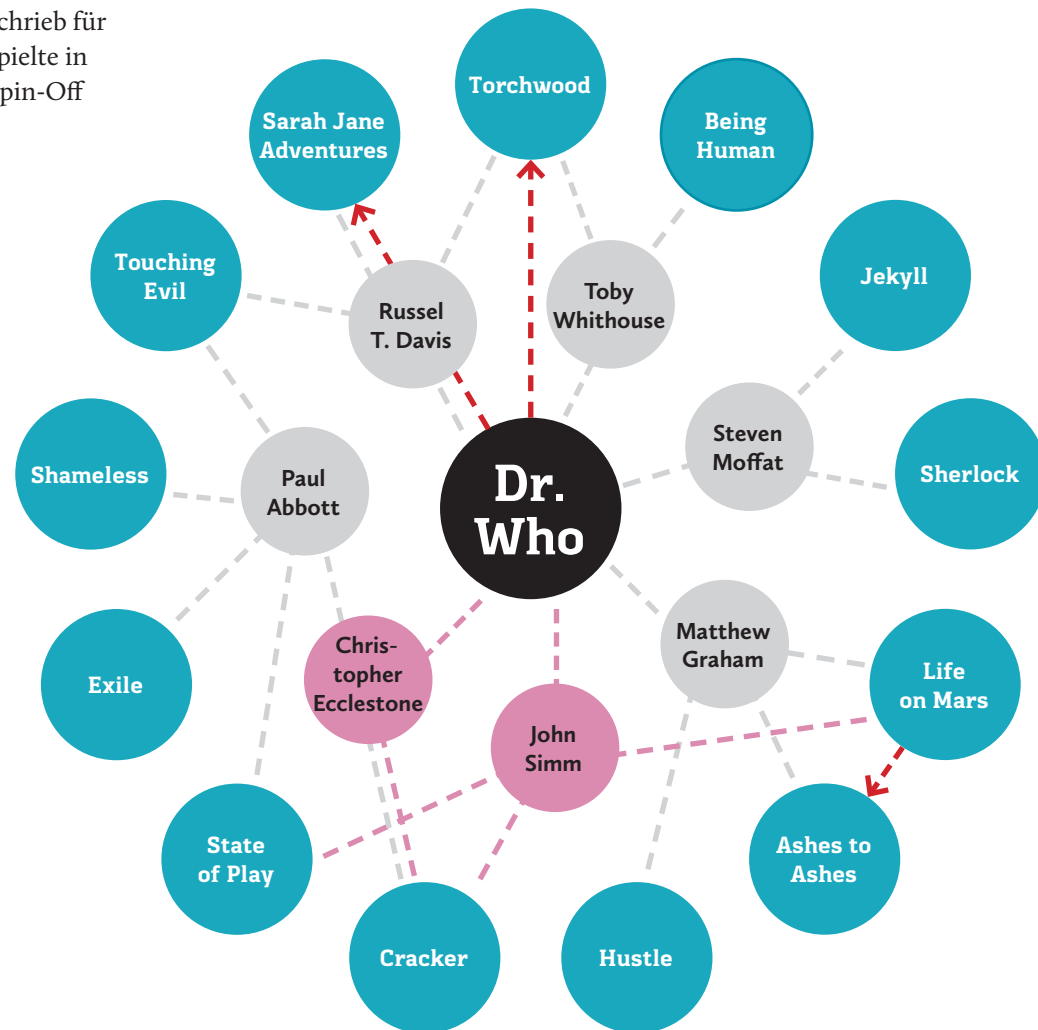 chrieb für
pielte in
pin-Off
Torchwood
Sarah Jane
Adventures
Being
Human
Touching
Evil
Jekyll
Russel
T. Davis
Toby
Whithouse
Steven
Moffat
Shameless
Paul
Abbott
Dr.
Who
Sherlock
Matthew
Graham
Chris-
topher
Ecclestone
Exile
Life
on Mars
John
Simm
State
of Play
Ashes to
Ashes
Cracker
Hustle